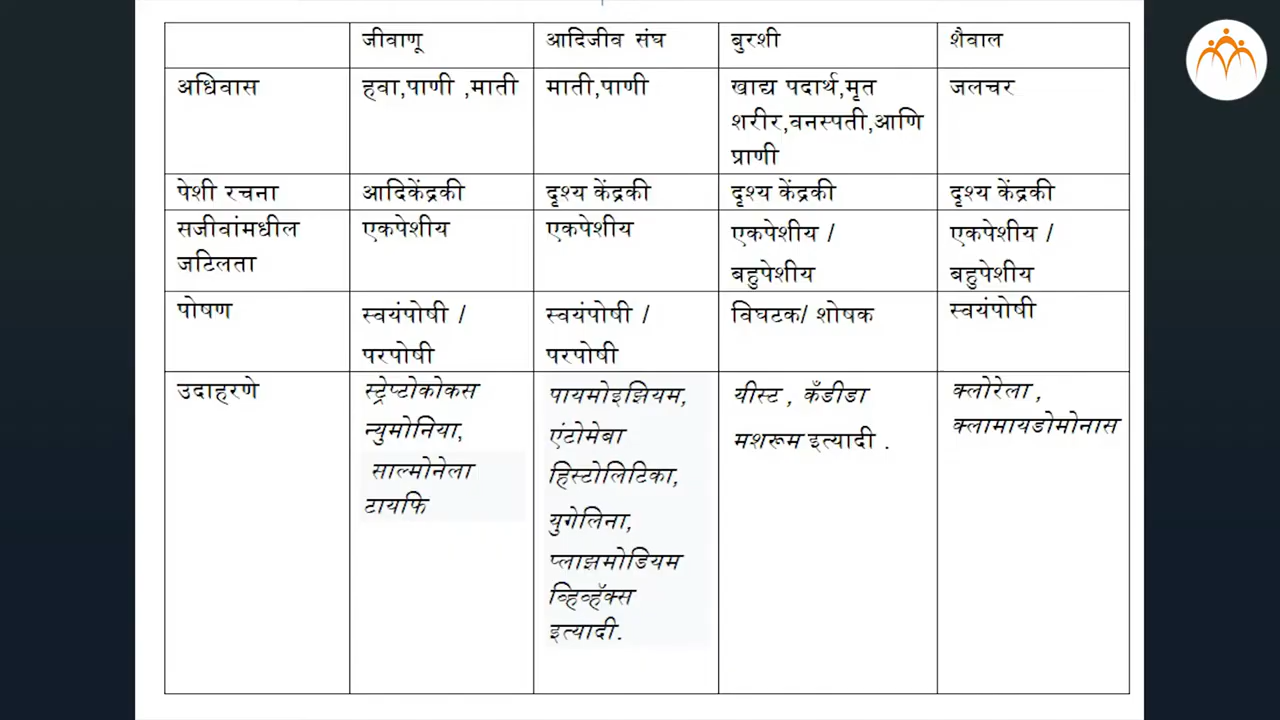 जीवाणू आदिजीव संघ बुरशी शैवाल
अधिवास हवा,पाणी ,माती माती,पाणी खाद्य पदार्थ,मृत जलचर
शरीर,वनस्पती,आणि
प्राणी
पेशी रचना आदिकेंद्रकी दृश्य केंद्रकी दृश्य केंद्रकी दृश्य केंद्रकी
सजीवांमधील एकपेशीय एकपेशीय एकपेशीय / एकपेशीय /
जटिलता बहुपेशीय बहुपेशीय
पोषण स्वयंपोषी / स्वयंपोषी / विघटक/ शोषक स्वयंपोषी
परपोषी परपोषी
उदाहरणे स्ट्रेप्टोकोकस पायमोइझियम, यीस्ट , कँडीडा क्लोरेला ,
न्युमोनिया, एंटोमेबा मशरूम इत्यादी . क्लामायडोमोनास
साल्मोनेला हिस्टोलिटिका,
टायफि युगेलिना,
प्लाझमोडियम
व्हिव्हॅक्स
इत्यादी.